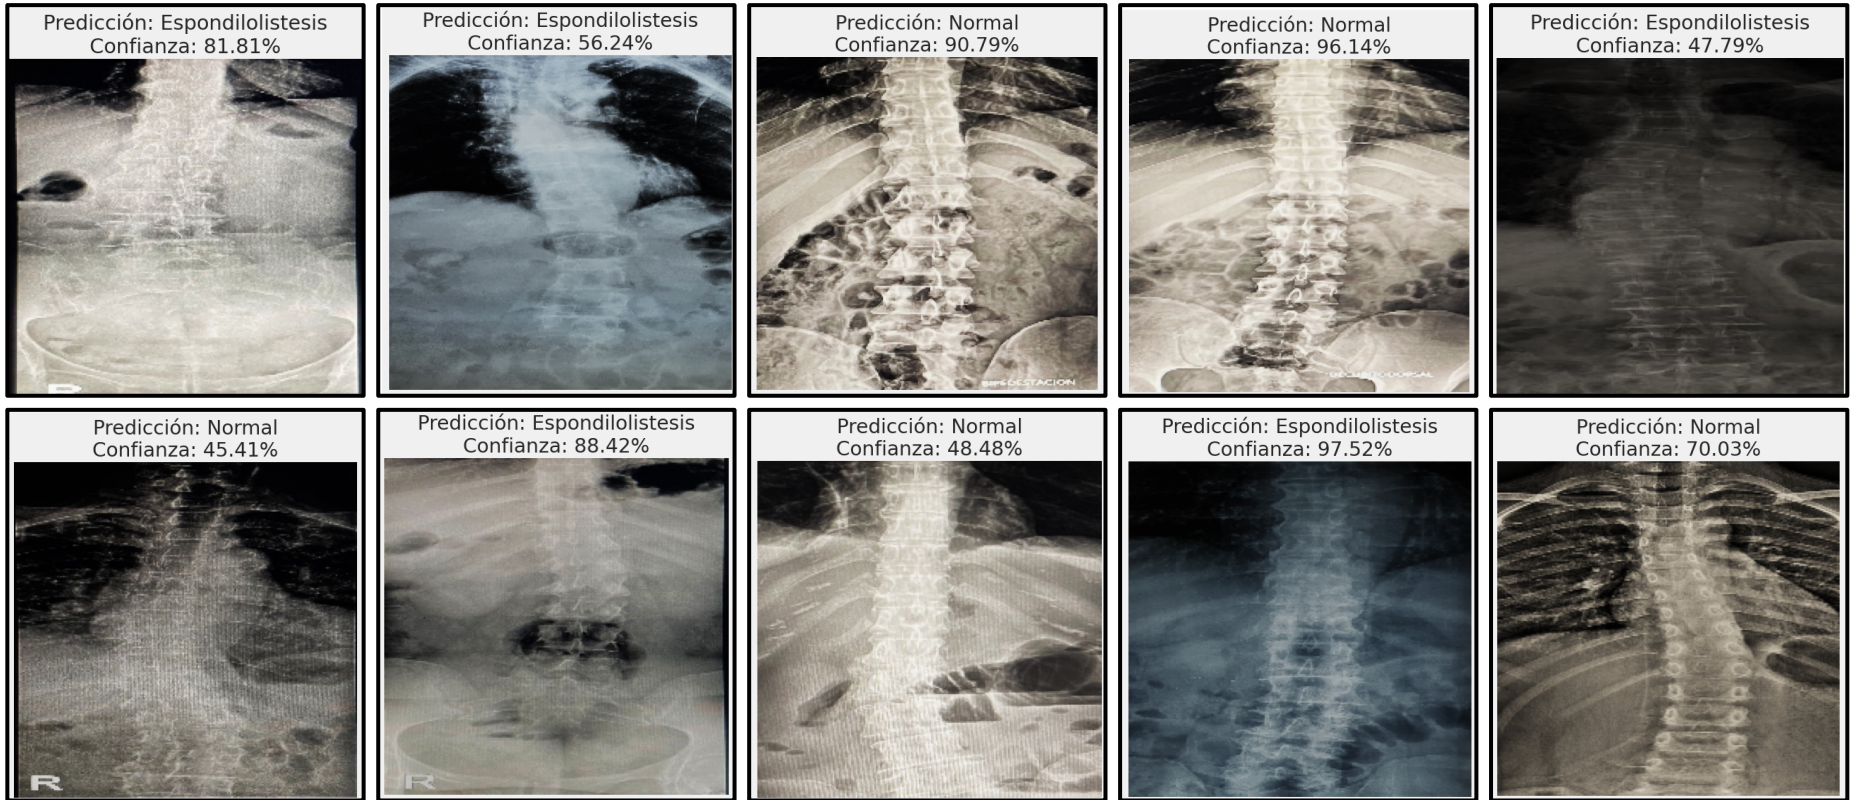 Predicción: Espondilolistesis
Confianza: 81.81%
Predicción: Espondilolistesis
Confianza: 56.24%
Predicción: Normal
Confianza: 90.79%
Predicción: Normal
Confianza: 96.14%
Predicción: Espondilolistesis
Confianza: 47.79%
Predicción: Normal
Confianza: 45.41%
Predicción: Espondilolistesis
Confianza: 88.42%
Predicción: Normal
Confianza: 48.48%
Predicción: Espondilolistesis
Confianza: 97.52%
Predicción: Normal
Confianza: 70.03%
R
R